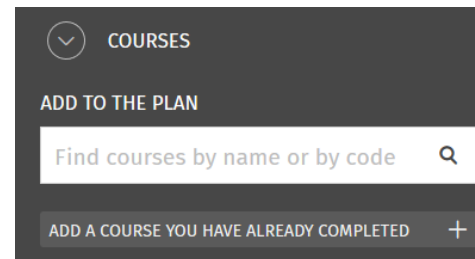 COURSES
ADD TO THE PLAN
Find courses by name or by code
ADD A COURSE YOU HAVE ALREADY COMPLETED